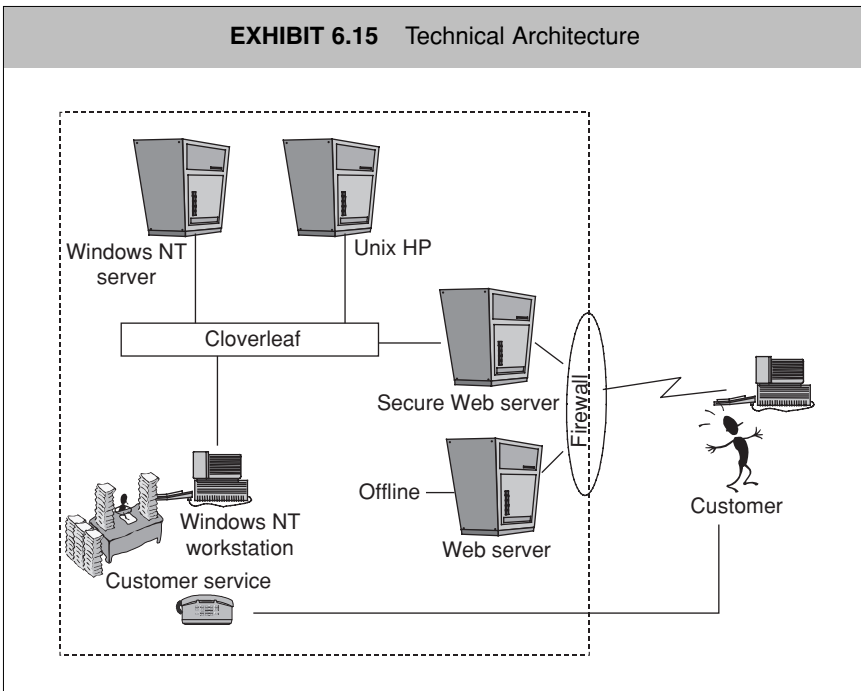 EXHIBIT 6.15 Technical Architecture
Windows NT
server
Unix HP
Cloverleaf
Secure Web server
Firewall
Offline
Web server
Windows NT
workstation
Customer service
Customer